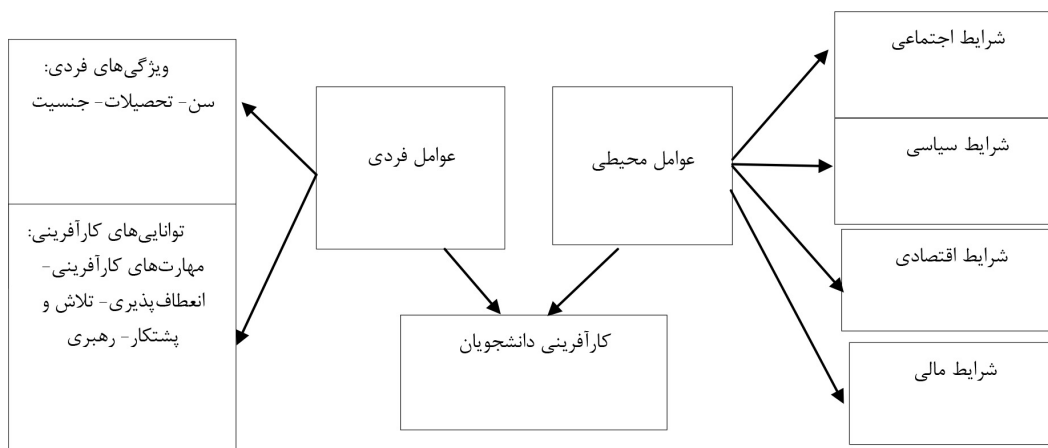 شرایط اجتماعی
شرایط سیاسی
شرایط اقتصادی
شرایط مالی
عوامل محیطی
عوامل فردی
کارآفرینی دانشجویان
ویژگی‌های فردی:
سن- تحصیلات- جنسیت
توانایی‌های کارآفرینی:
مهارت‌های کارآفرینی-
انعطاف‌پذیری- تلاش و
پشتکار- رهبری